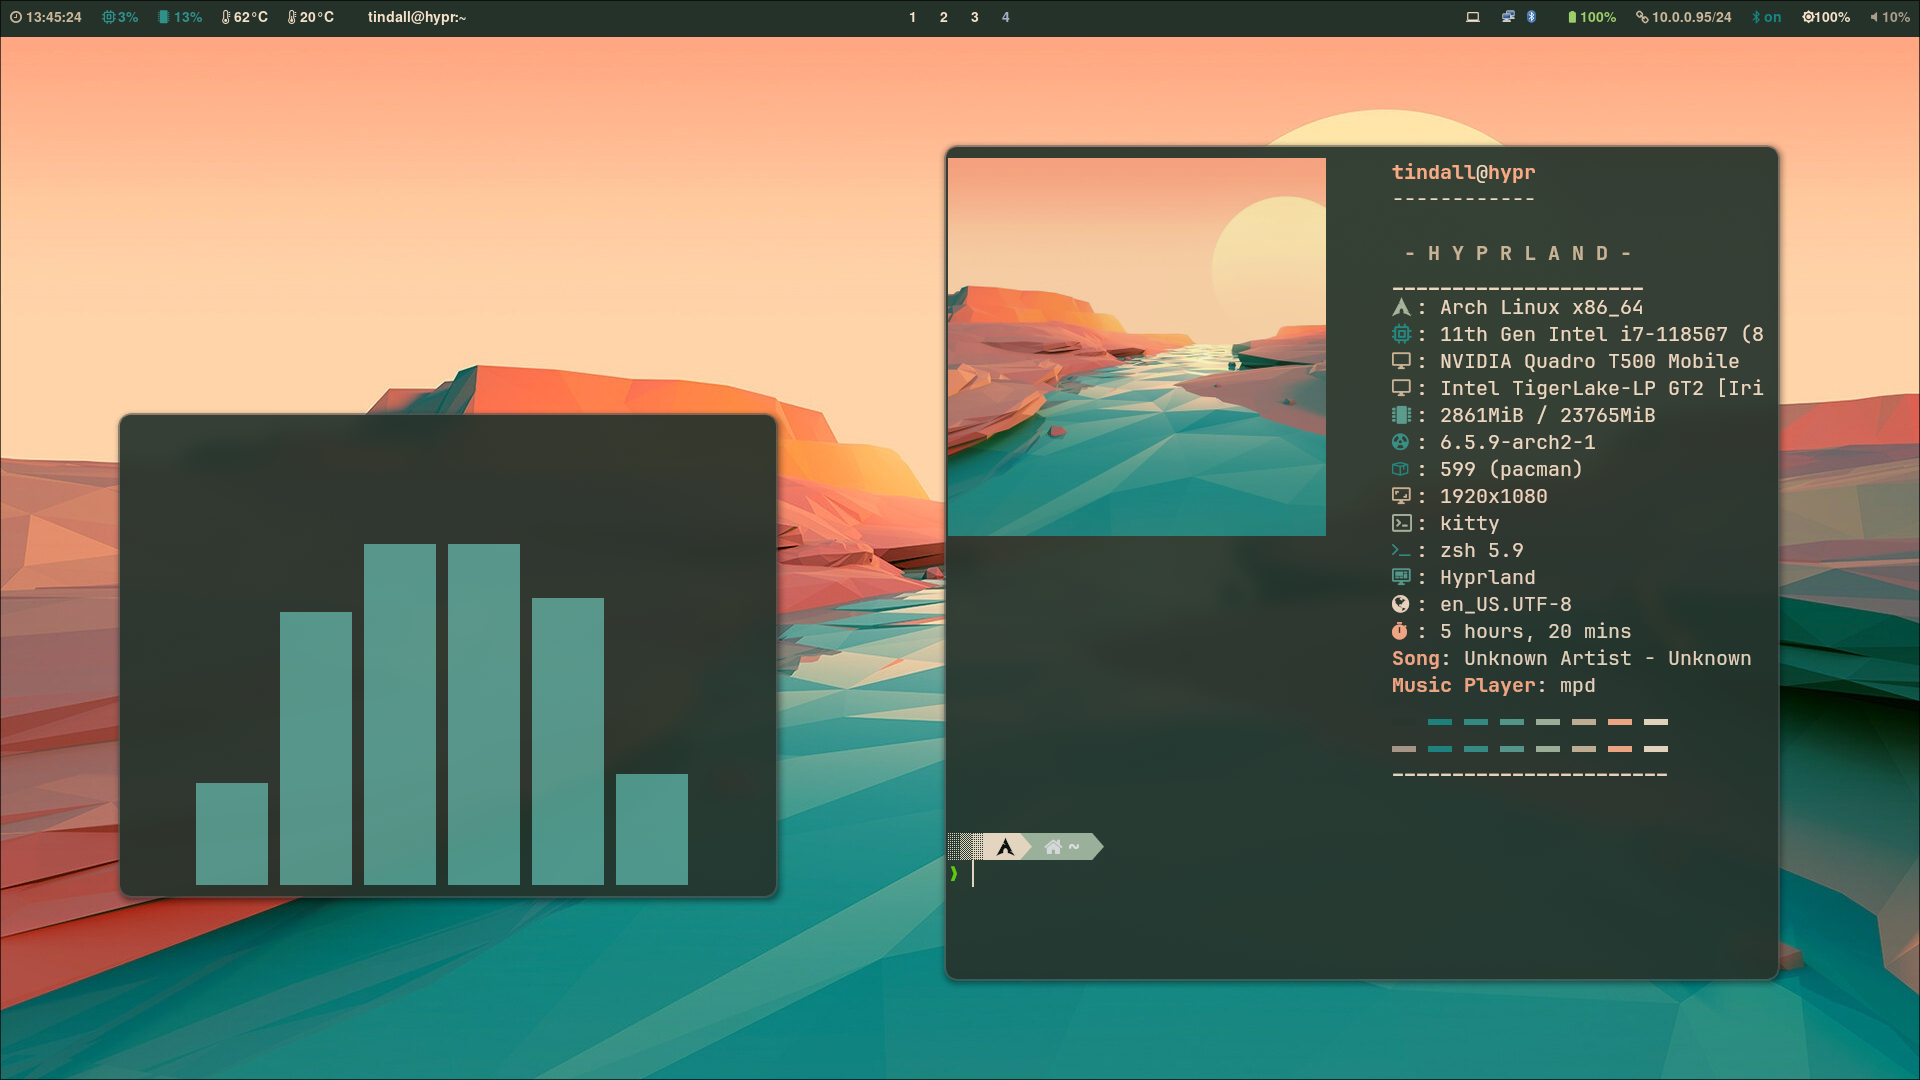 13:45:24 3% 13% 62°C 20°C tindall@hypr:~ 1 2 3 4 100% 10.0.0.95/24 on 100% 10%
tindall@hypr
------------
- H Y P R L A N D -
_____________________
: Arch Linux x86_64
: 11th Gen Intel i7-1185G7 (8
: NVIDIA Quadro T500 Mobile
: Intel TigerLake-LP GT2 [Iri
: 2861MiB / 23765MiB
: 6.5.9-arch2-1
: 599 (pacman)
: 1920x1080
: kitty
: zsh 5.9
: Hyprland
: en_US.UTF-8
: 5 hours, 20 mins
Song: Unknown Artist - Unknown
Music Player: mpd
_______________________
~
❯